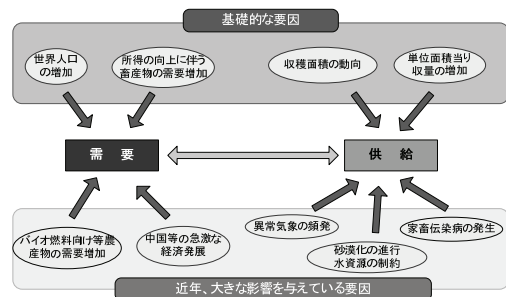 基礎的な要因
世界人口
の増加
所得の向上に伴う
畜産物の需要増加
収穫面積の動向
単位面積当り
収量の増加
需 要
供 給
バイオ燃料向け等農
産物の需要増加
中国等の急激な
経済発展
異常気象の頻発
砂漠化の進行
水資源の制約
家畜伝染病の発生
近年、大きな影響を与えている要因